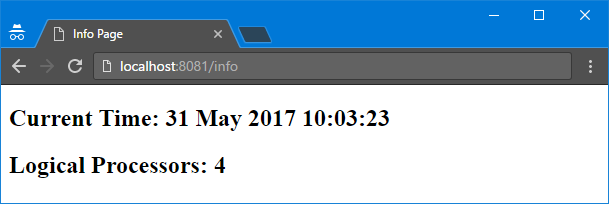 Info Page
localhost:8081/info
Current Time: 31 May 2017 10:03:23
Logical Processors: 4